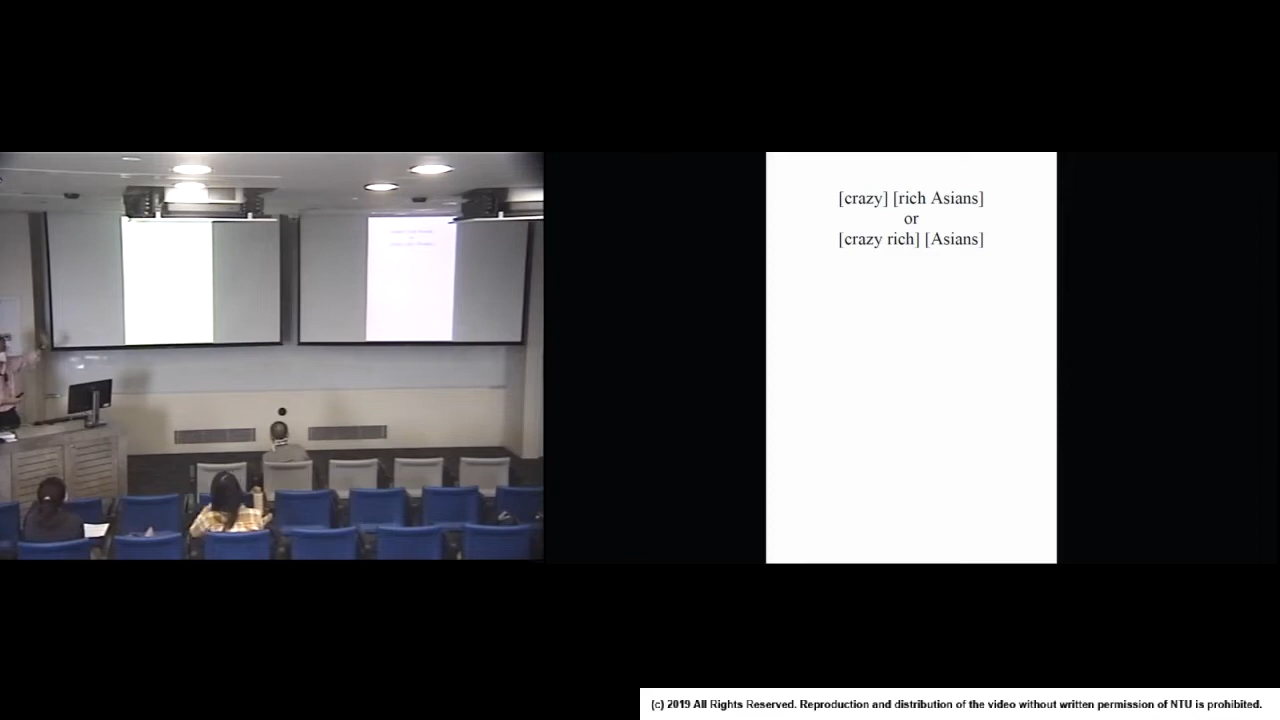 [crazy] [rich Asians]
or
[crazy rich] [Asians]
(c) 2019 All Rights Reserved. Reproduction and distribution of the video without written permission of NTU is prohibited.